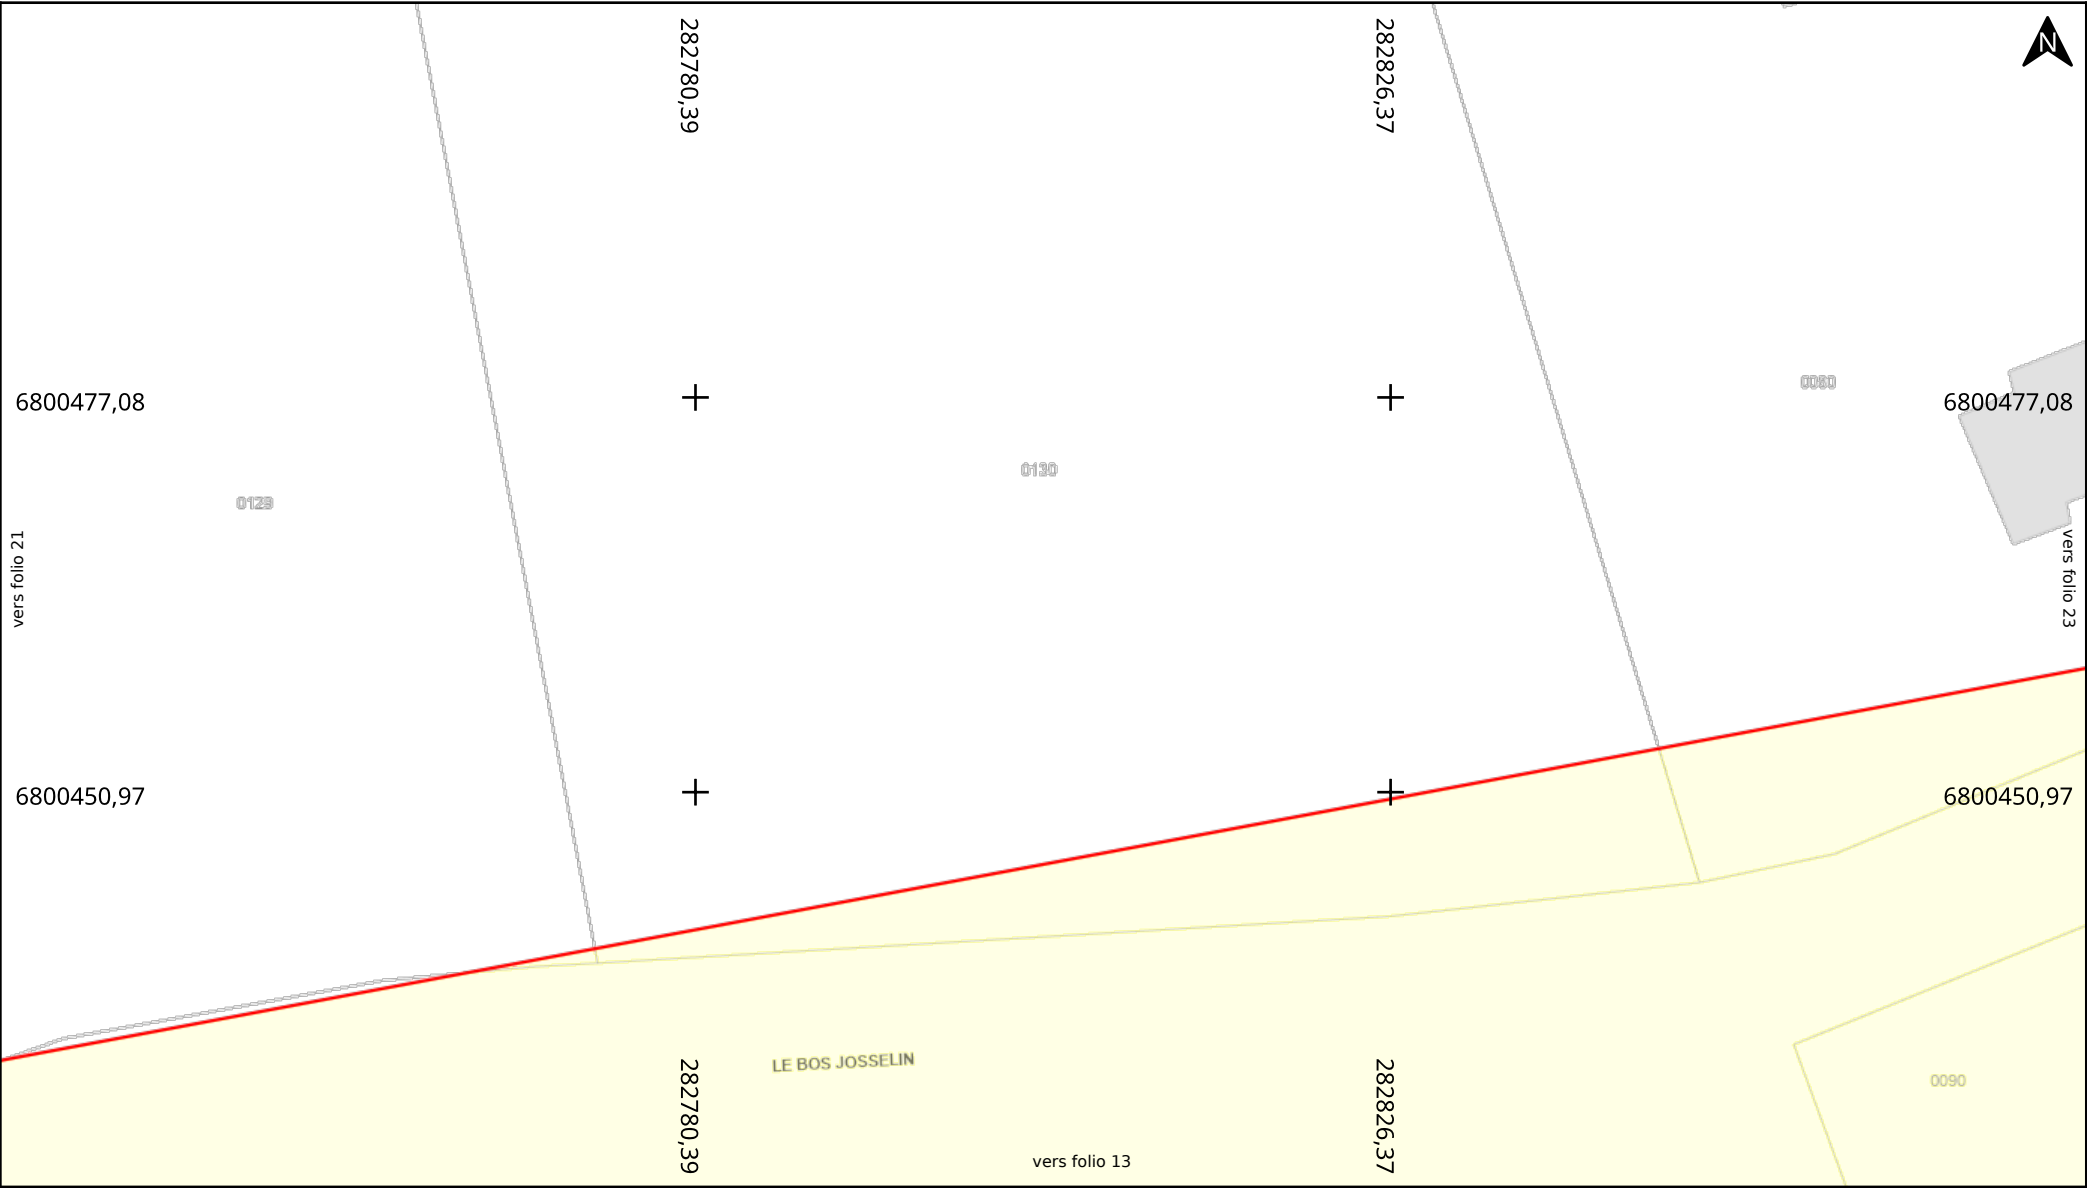 282780,39
282826,37
N
0080
6800477,08
6800477,08
0130
0129
vers folio 21
vers folio 23
6800450,97
6800450,97
LE BOS JOSSELIN
282780,39
282826,37
0090
vers folio 13